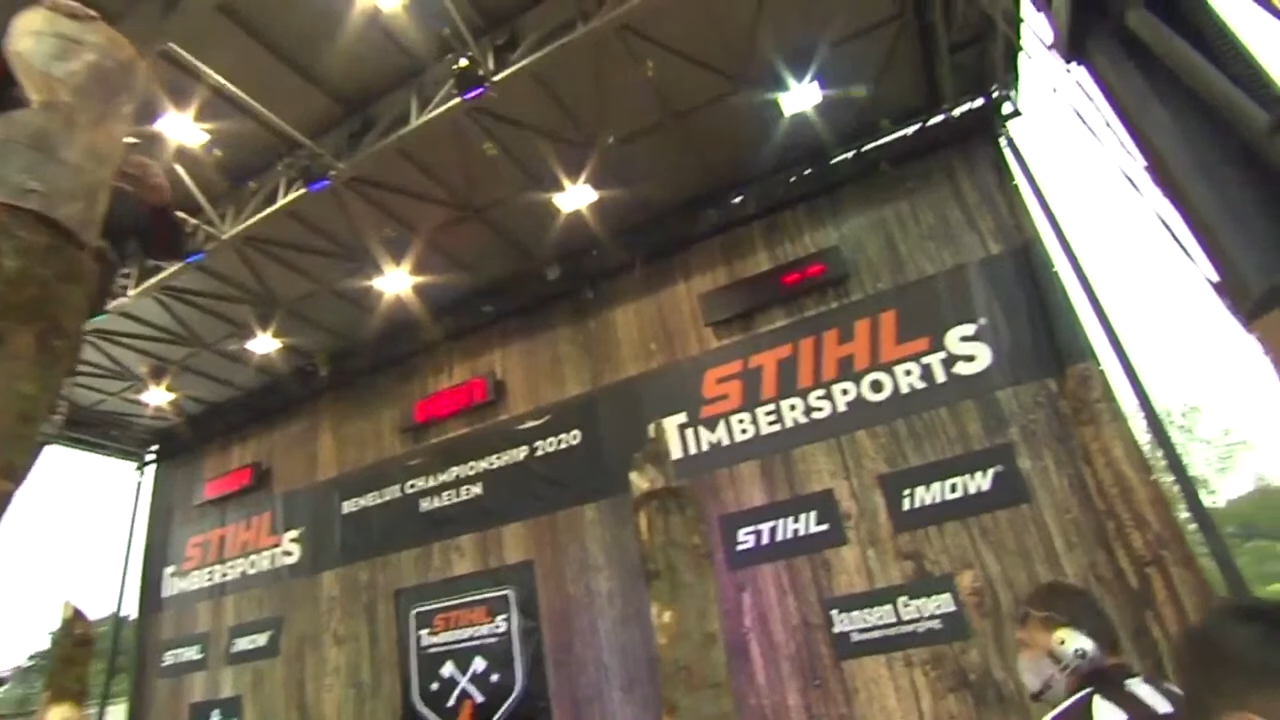 STIHL
TIMBERSPORTS
BENELUX CHAMPIONSHIP 2020
HAELEN
STIHL
TIMBERSPORTS
STIHL
iMOW
STIHL
iMOW
STIHL
TIMBERSPORTS
Jansen Groen